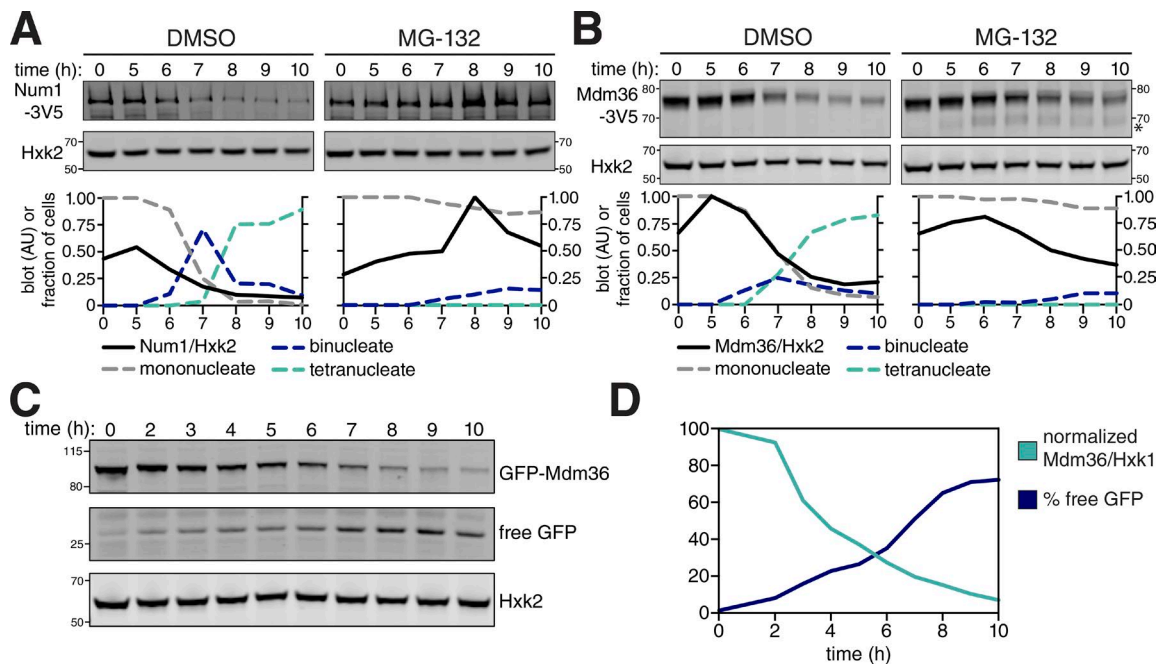 A
DMSO MG-132
time (h): 0 5 6 7 8 9 10 0 5 6 7 8 9 10
Num1
-3V5
Hxk2
70
50
70
50
blot (AU) or
fraction of cells
1.00
0.75
0.50
0.25
0
1.00
0.75
0.50
0.25
0
0 5 6 7 8 9 10 0 5 6 7 8 9 10
Num1/Hxk2 binucleate
mononucleate tetranucleate
B
DMSO MG-132
time (h): 0 5 6 7 8 9 10 0 5 6 7 8 9 10
Mdm36
-3V5
80
70
80
70
*
Hxk2
70
50
70
50
blot (AU) or
fraction of cells
1.00
0.75
0.50
0.25
0
1.00
0.75
0.50
0.25
0
0 5 6 7 8 9 10 0 5 6 7 8 9 10
Mdm36/Hxk2 binucleate
mononucleate tetranucleate
C
time (h): 0 2 3 4 5 6 7 8 9 10
115
80
GFP-Mdm36
25
free GFP
70
50
Hxk2
D
100
80
60
40
20
0
0 2 4 6 8 10
time (h)
normalized
Mdm36/Hxk1
% free GFP